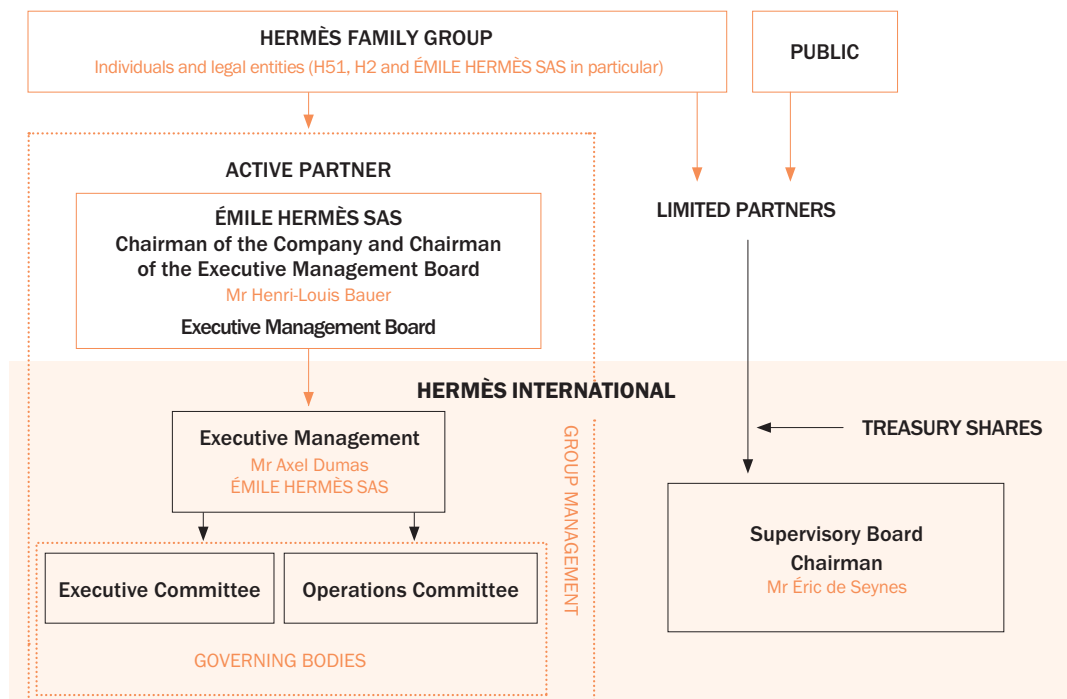 HERMÈS FAMILY GROUP
Individuals and legal entities (H51, H2 and ÉMILE HERMÈS SAS in particular)
PUBLIC
ACTIVE PARTNER
ÉMILE HERMÈS SAS
Chairman of the Company and Chairman
of the Executive Management Board
Mr Henri-Louis Bauer
Executive Management Board
LIMITED PARTNERS
HERMÈS INTERNATIONAL
Executive Management
Mr Axel Dumas
ÉMILE HERMÈS SAS
GROUP MANAGEMENT
TREASURY SHARES
Executive Committee
Operations Committee
GOVERNING BODIES
Supervisory Board
Chairman
Mr Éric de Seynes